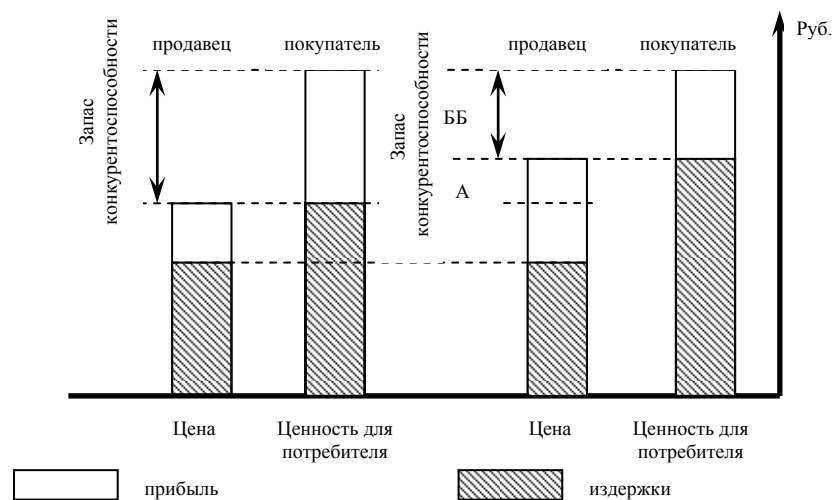 Запас
конкурентоспособности
продавец
покупатель
Запас
конкурентоспособности
продавец
покупатель
Руб.
ББ
А
Цена
Ценность для
потребителя
Цена
Ценность для
потребителя
прибыль
издержки